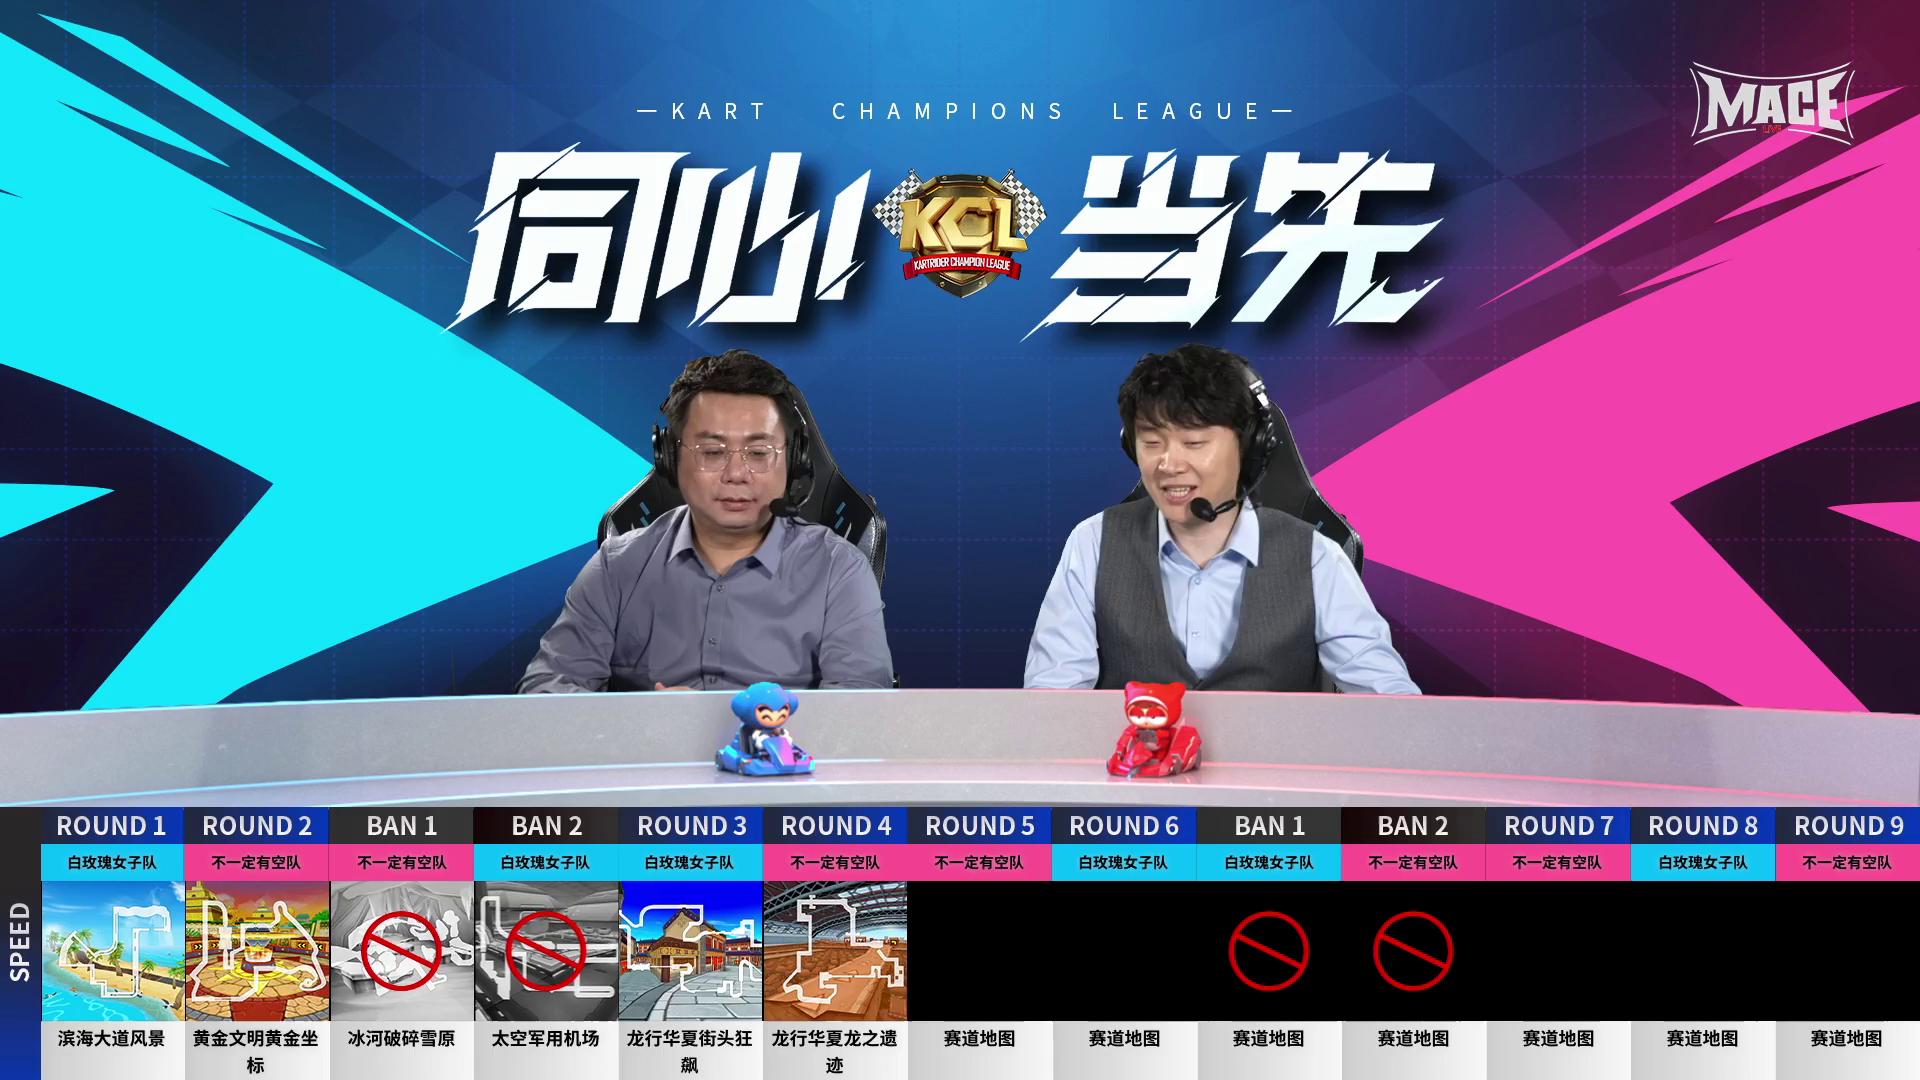 —KART CHAMPIONS LEAGUE—
MACE
LIVE
同心 KCL 当先
KARTRIDER CHAMPION LEAGUE
SPEED
ROUND 1 ROUND 2 BAN 1 BAN 2 ROUND 3 ROUND 4 ROUND 5 ROUND 6 BAN 1 BAN 2 ROUND 7 ROUND 8 ROUND 9
白玫瑰女子队 不一定有空队 不一定有空队 白玫瑰女子队 白玫瑰女子队 不一定有空队 不一定有空队 白玫瑰女子队 白玫瑰女子队 不一定有空队 不一定有空队 白玫瑰女子队 不一定有空队
滨海大道风景 黄金文明黄金坐 冰河破碎雪原 太空军用机场 龙行华夏街头狂 龙行华夏龙之遗 赛道地图 赛道地图 赛道地图 赛道地图 赛道地图 赛道地图 赛道地图
标 飙 迹